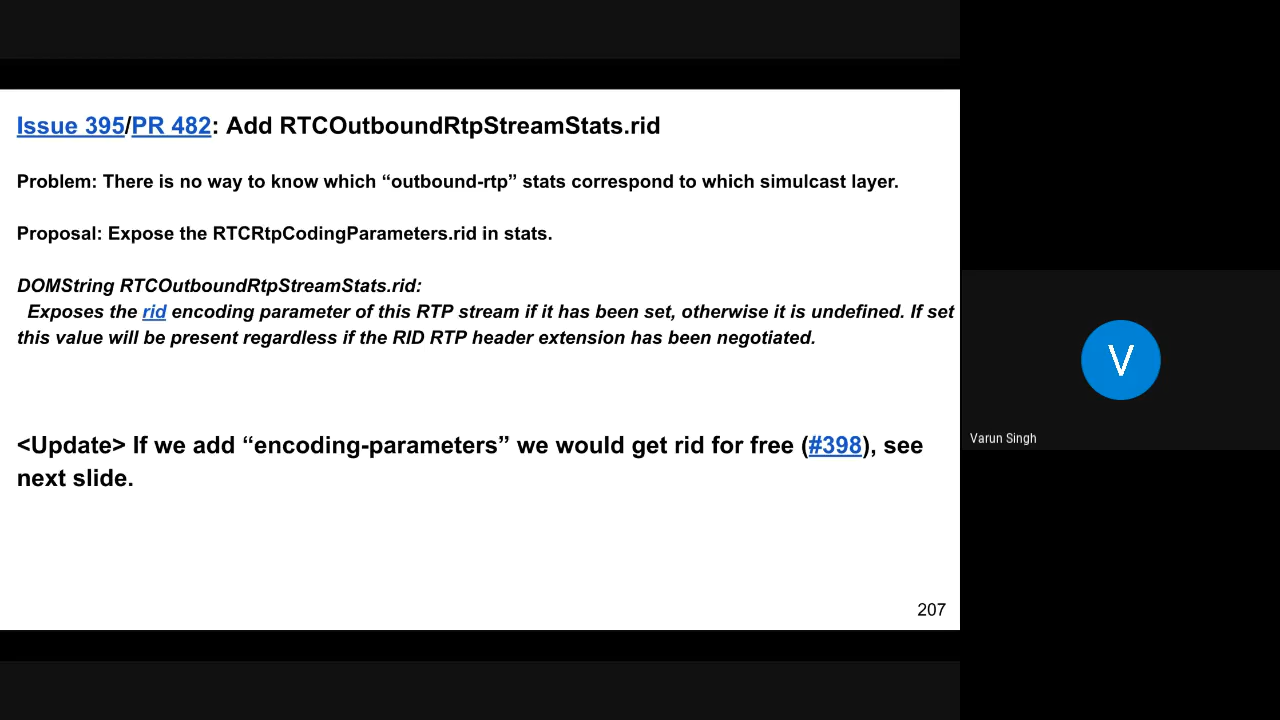 Issue 395/PR 482: Add RTCOutboundRtpStreamStats.rid
Problem: There is no way to know which “outbound-rtp” stats correspond to which simulcast layer.
Proposal: Expose the RTCRtpCodingParameters.rid in stats.
DOMString RTCOutboundRtpStreamStats.rid:
Exposes the rid encoding parameter of this RTP stream if it has been set, otherwise it is undefined. If set
this value will be present regardless if the RID RTP header extension has been negotiated.
<Update> If we add “encoding-parameters” we would get rid for free (#398), see
next slide.
207
V
Varun Singh